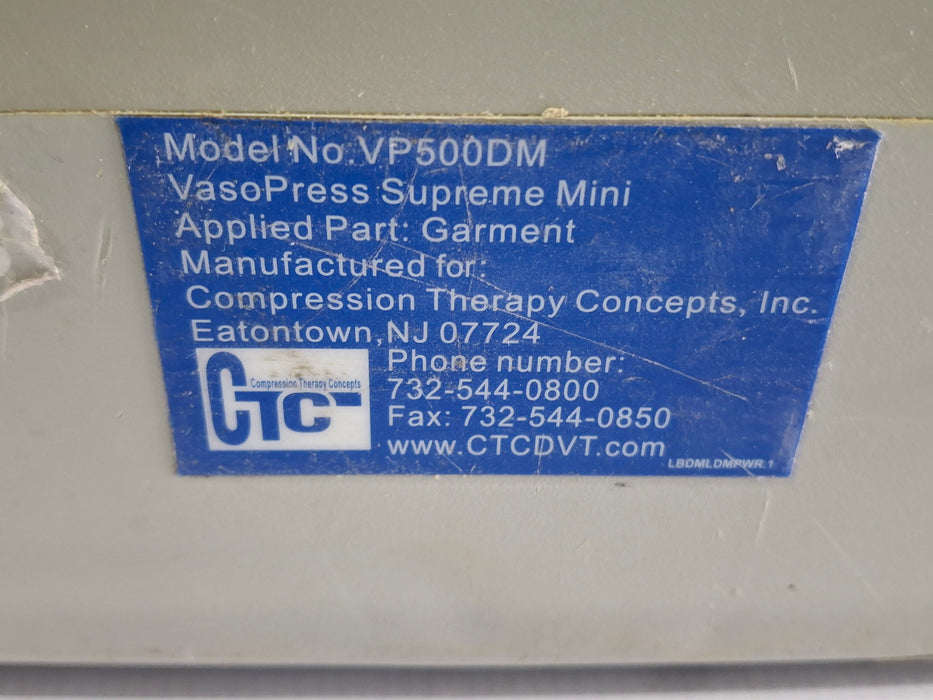 Model No.VP500DM
VasoPress Supreme Mini
Applied Part: Garment
Manufactured for:
Compression Therapy Concepts, Inc.
Eatontown,NJ 07724
CTC
Compression Therapy Concepts
Phone number:
732-544-0800
Fax: 732-544-0850
www.CTCDVT.com
LBDMLDMPWR.1